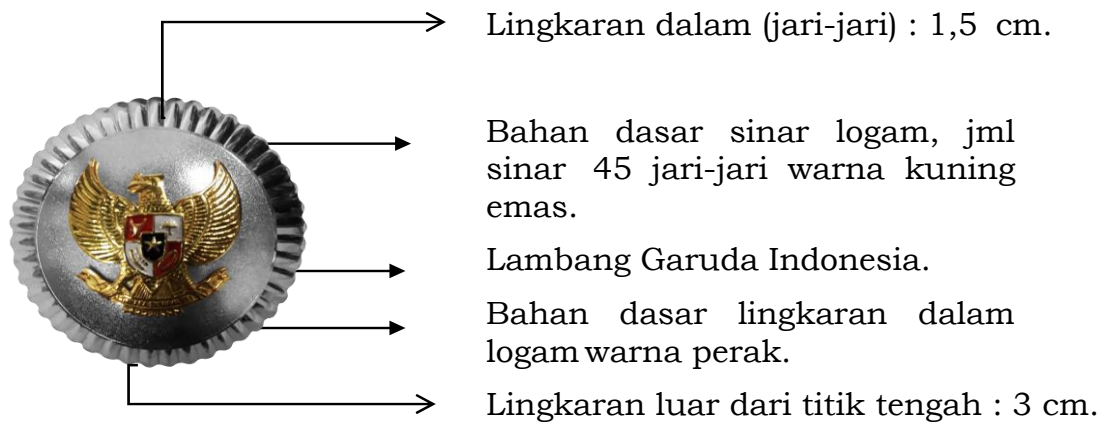 Lingkaran dalam (jari-jari) : 1,5 cm.
Bahan dasar sinar logam, jml
sinar 45 jari-jari warna kuning
emas.
Lambang Garuda Indonesia.
Bahan dasar lingkaran dalam
logam warna perak.
Lingkaran luar dari titik tengah : 3 cm.